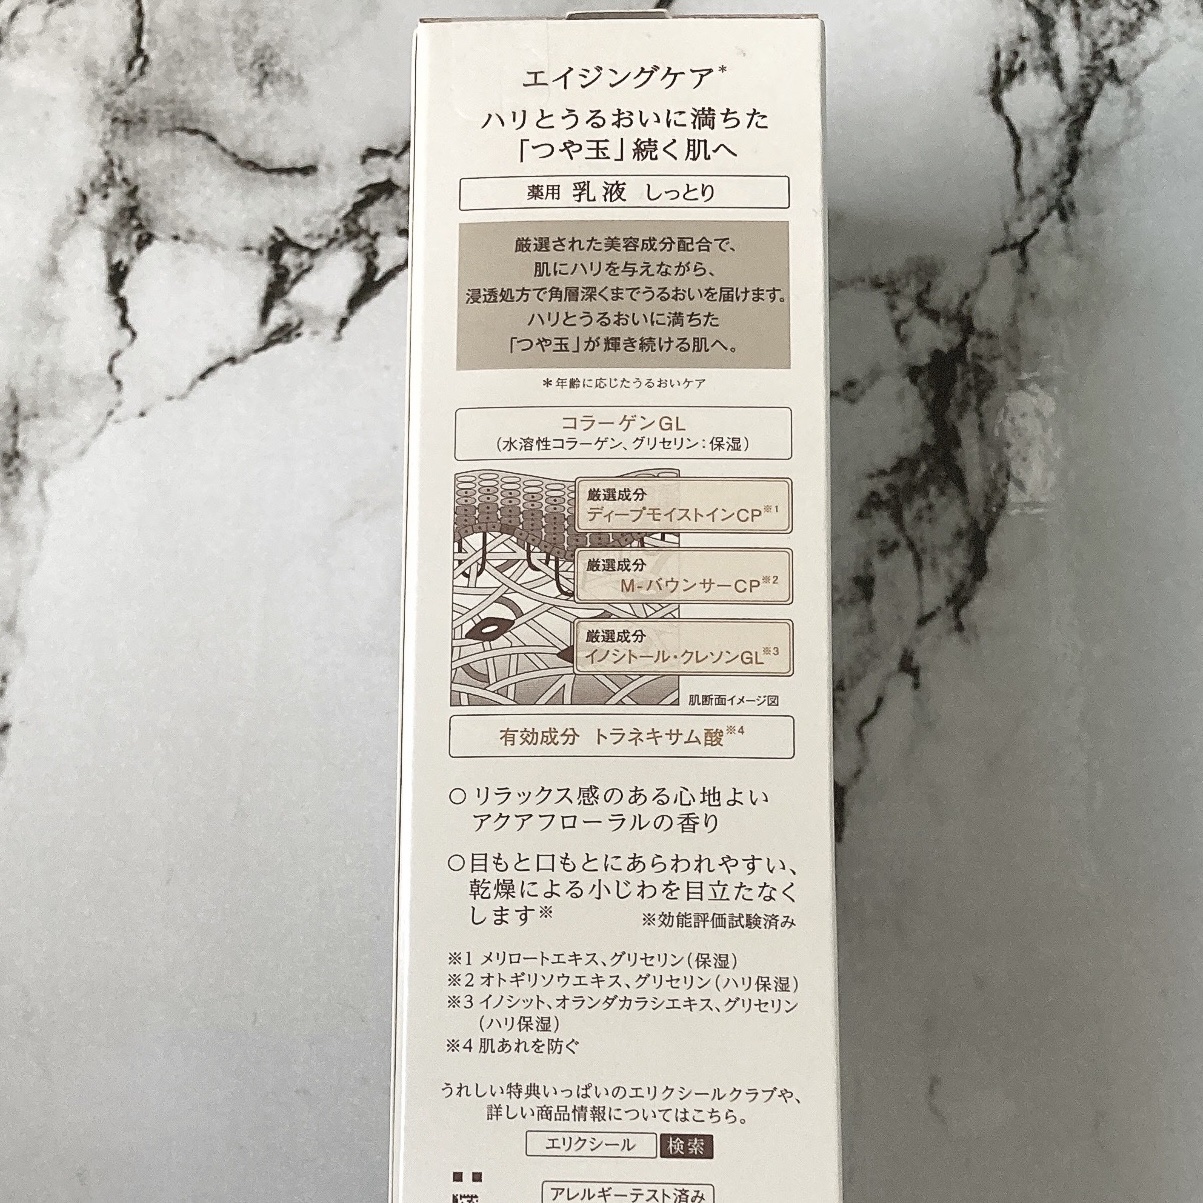 エイジングケア*
ハリとうるおいに満ちた
「つや玉」続く肌へ
薬用 乳液 しっとり
厳選された美容成分配合で、
肌にハリを与えながら、
浸透処方で角層深くまでうるおいを届けます。
ハリとうるおいに満ちた
「つや玉」が輝き続ける肌へ。
*年齢に応じたうるおいケア
コラーゲンGL
(水溶性コラーゲン、グリセリン:保湿)
厳選成分
ディープモイストインCP※1
厳選成分
M-バウンサーCP※2
厳選成分
イノシトール・クレソンGL※3
肌断面イメージ図
有効成分 トラネキサム酸※4
○リラックス感のある心地よい
アクアフローラルの香り
○目もと口もとにあらわれやすい、
乾燥による小じわを目立たなく
します※ ※効能評価試験済み
※1 メリロートエキス、グリセリン(保湿)
※2 オトギリソウエキス、グリセリン(ハリ保湿)
※3 イノシット、オランダカラシエキス、グリセリン
(ハリ保湿)
※4 肌あれを防ぐ
うれしい特典いっぱいのエリクシールクラブや、
詳しい商品情報についてはこちら。
エリクシール 検索
アレルギーテスト済み